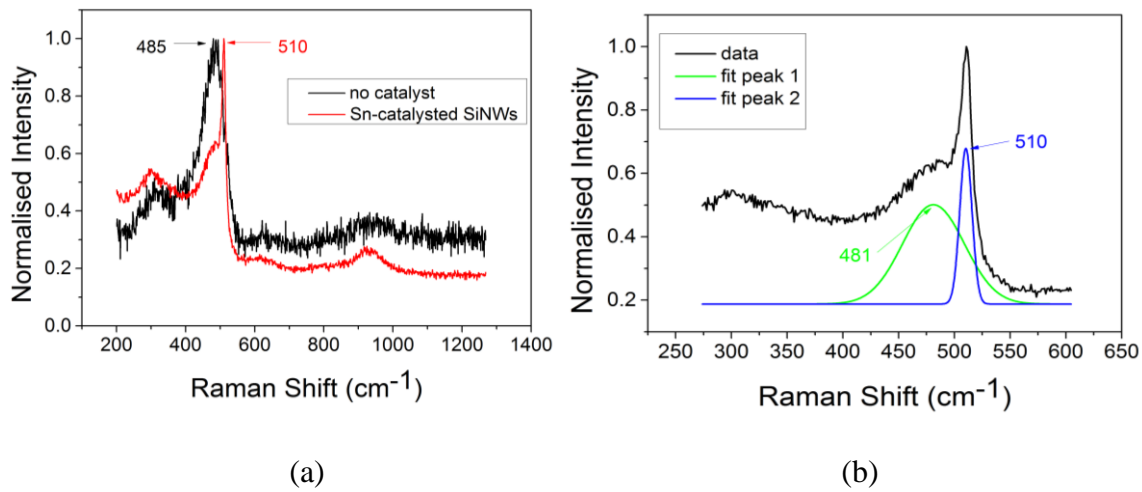 485
510
no catalyst
Sn-catalysted SiNWs
1.0
0.8
0.6
0.4
0.2
0.0
200 400 600 800 1000 1200 1400
Normalised Intensity
Raman Shift (cm⁻¹)
(a)
data
fit peak 1
fit peak 2
510
481
1.0
0.8
0.6
0.4
0.2
250 300 350 400 450 500 550 600 650
Normalised Intensity
Raman Shift (cm⁻¹)
(b)